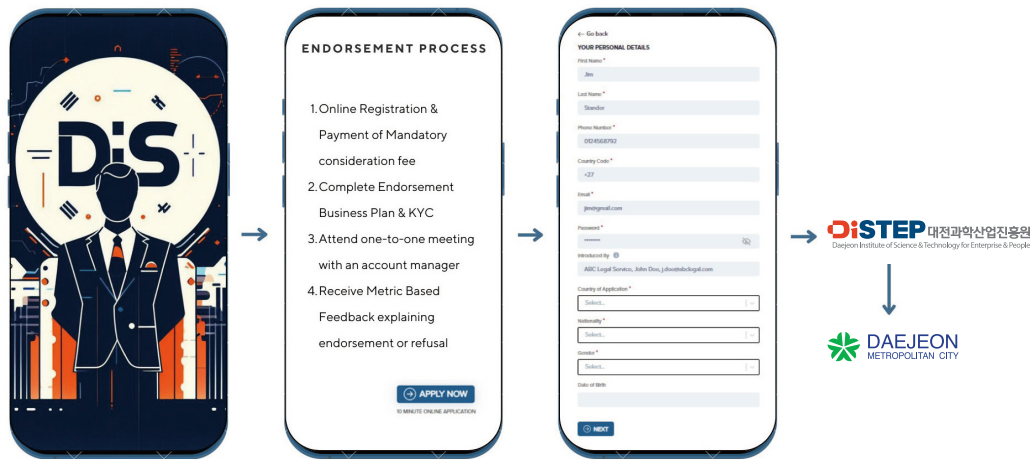 DiS
ENDORSEMENT PROCESS
1. Online Registration &
Payment of Mandatory
consideration fee
2. Complete Endorsement
Business Plan & KYC
3. Attend one-to-one meeting
with an account manager
4. Receive Metric Based
Feedback explaining
endorsement or refusal
APPLY NOW
10 MINUTE ONLINE APPLICATION
<-- Go back
YOUR PERSONAL DETAILS
First Name *
Jim
Last Name *
Standor
Phone Number *
0124568792
Country Code *
+27
Email *
jim@gmail.com
Password *
Introduced By
ABC Legal Service, John Doe, j.doe@abclegal.com
Country of Application *
Select...
Nationality *
Select...
Gender *
Select...
Date of Birth
NEXT
DiSTEP 대전과학산업진흥원
Daejeon Institute of Science & Technology for Enterprise & People
DAEJEON
METROPOLITAN CITY